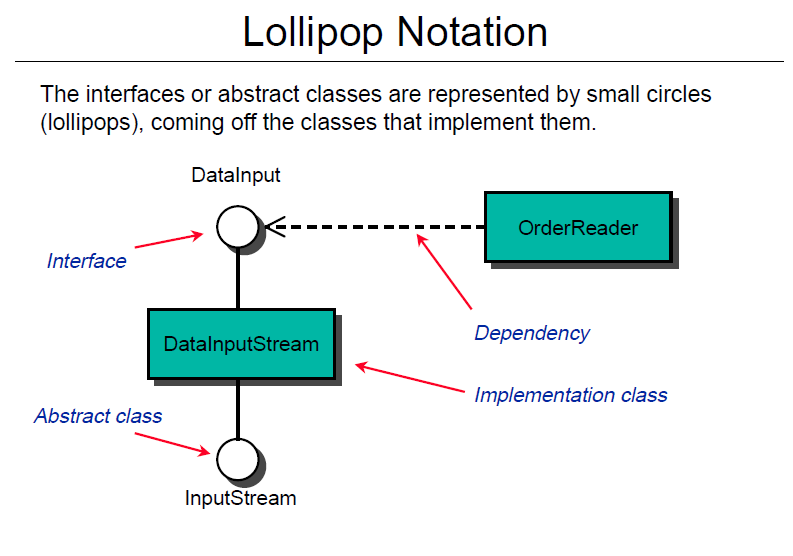 Lollipop Notation
The interfaces or abstract classes are represented by small circles
(lollipops), coming off the classes that implement them.
DataInput
OrderReader
Interface
Dependency
DataInputStream
Implementation class
Abstract class
InputStream